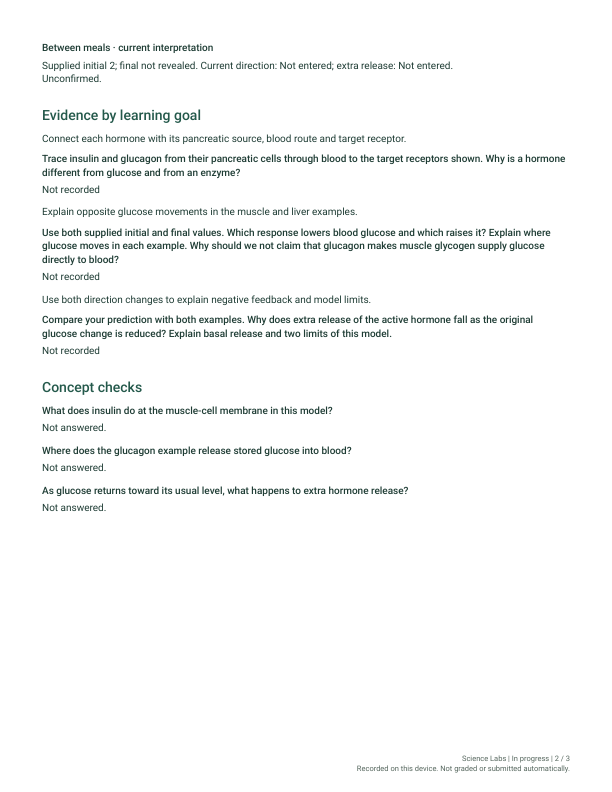 Between meals · current interpretation
Supplied initial 2; final not revealed. Current direction: Not entered; extra release: Not entered.
Unconfirmed.
Evidence by learning goal
Connect each hormone with its pancreatic source, blood route and target receptor.
Trace insulin and glucagon from their pancreatic cells through blood to the target receptors shown. Why is a hormone
different from glucose and from an enzyme?
Not recorded
Explain opposite glucose movements in the muscle and liver examples.
Use both supplied initial and final values. Which response lowers blood glucose and which raises it? Explain where
glucose moves in each example. Why should we not claim that glucagon makes muscle glycogen supply glucose
directly to blood?
Not recorded
Use both direction changes to explain negative feedback and model limits.
Compare your prediction with both examples. Why does extra release of the active hormone fall as the original
glucose change is reduced? Explain basal release and two limits of this model.
Not recorded
Concept checks
What does insulin do at the muscle-cell membrane in this model?
Not answered.
Where does the glucagon example release stored glucose into blood?
Not answered.
As glucose returns toward its usual level, what happens to extra hormone release?
Not answered.
Science Labs | In progress | 2 / 3
Recorded on this device. Not graded or submitted automatically.